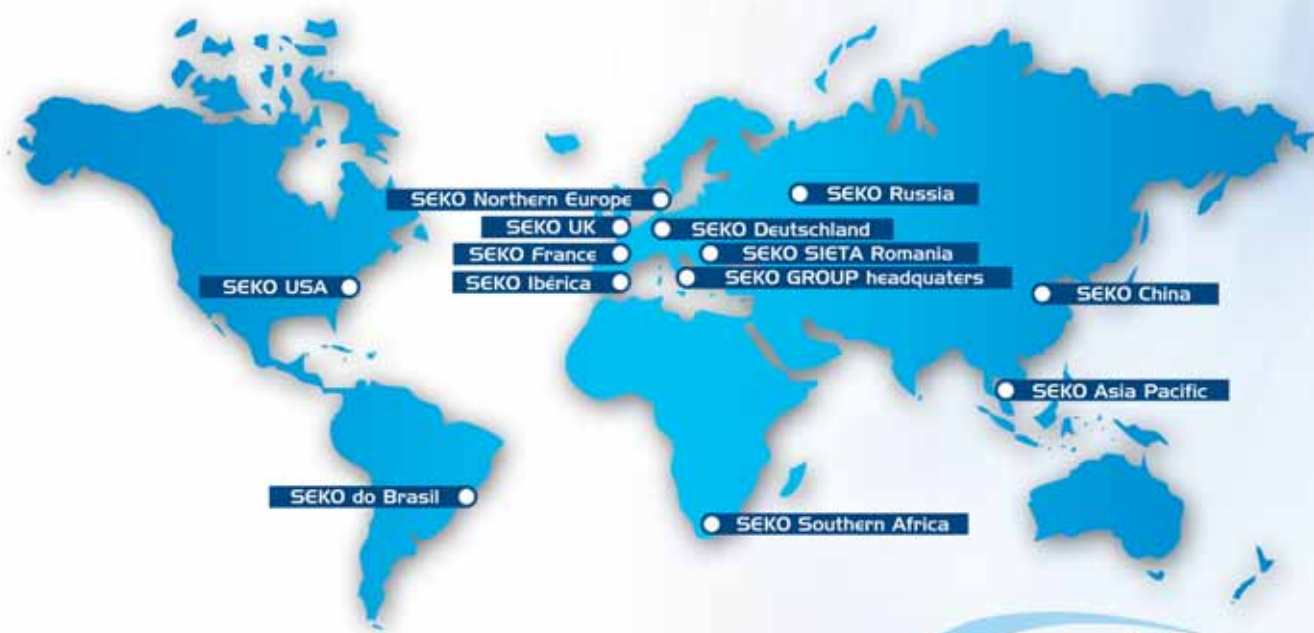 SEKO Northern Europe
SEKO Russia
SEKO UK
SEKO Deutschland
SEKO France
SEKO SIETA Romania
SEKO Ibérica
SEKO GROUP headquaters
SEKO USA
SEKO China
SEKO Asia Pacific
SEKO do Brasil
SEKO Southern Africa